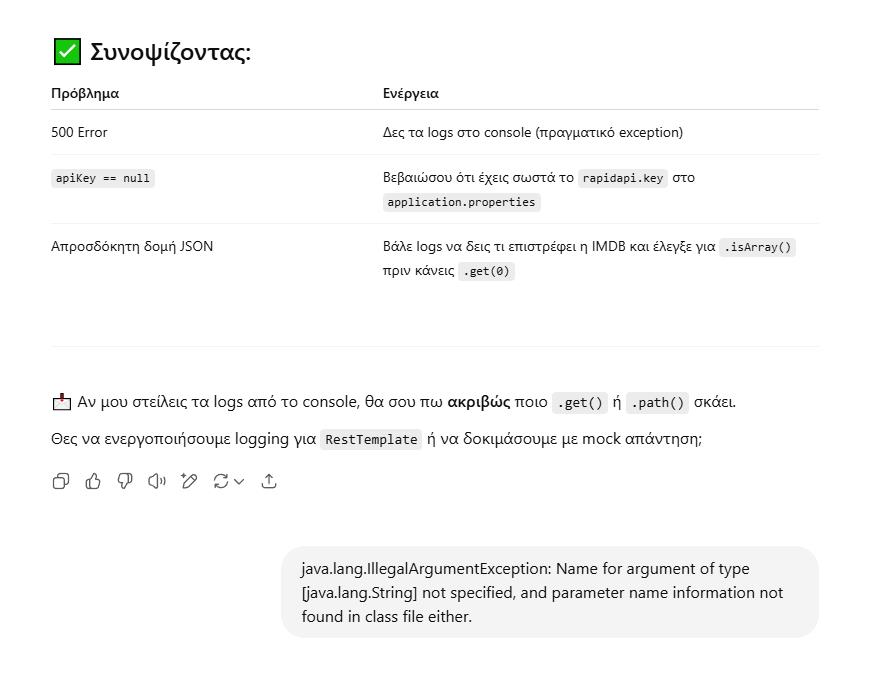 ✅ Συνοψίζοντας:
Πρόβλημα Ενέργεια
500 Error Δες τα logs στο console (πραγματικό exception)
apiKey == null Βεβαιώσου ότι έχεις σωστά το rapidapi.key στο
application.properties
Απροσδόκητη δομή JSON Βάλε logs να δεις τι επιστρέφει η IMDB και έλεγξε για .isArray()
πριν κάνεις .get(0)
📩 Αν μου στείλεις τα logs από το console, θα σου πω ακριβώς ποιο .get() ή .path() σκάει.
Θες να ενεργοποιήσουμε logging για RestTemplate ή να δοκιμάσουμε με mock απάντηση;
java.lang.IllegalArgumentException: Name for argument of type
[java.lang.String] not specified, and parameter name information not
found in class file either.